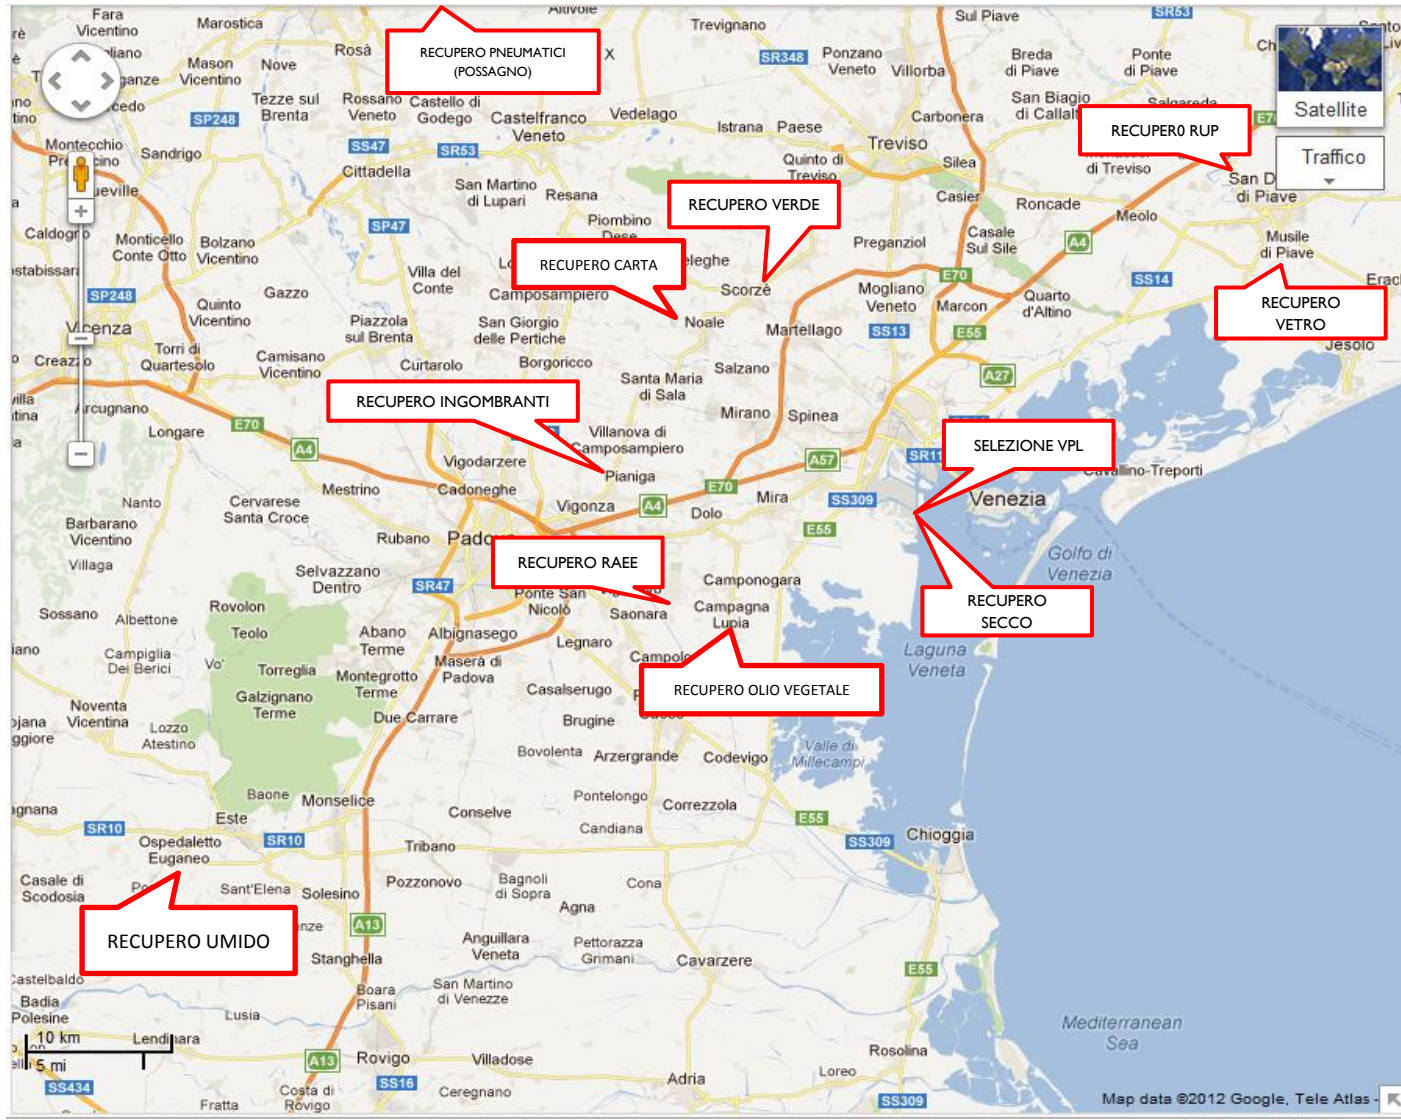 Fara
Vicentino
Marostica
Altivole
Trevignano
Sul Piave
SR53
RECUPERO PNEUMATICI
(POSSAGNO)
X
Rosà
Mason
Vicentino
Nove
SR348
Ponzano
Veneto
Villorba
Breda
di Piave
Ponte
di Piave
Satellite
Tezze sul
Brenta
Rossano
Veneto
Castello di
Godego
Castelfranco
Veneto
Vedelago
Istrana
Paese
Carbonera
San Biagio
SP248
RECUPER0 RUP
Traffico
Montecchio
Sandrigo
SS47
SR53
Cittadella
Treviso
Quinto di
Treviso
Silea
di Treviso
di Piave
San Martino
di Lupari
Resana
RECUPERO VERDE
Casier
Roncade
Meolo
Caldogno
Monticello
Conte Otto
Bolzano
Vicentino
SP47
Piombino
Dese
Preganziol
Casale
Sul Sile
A4
Musile
di Piave
Villa del
Conte
RECUPERO CARTA
Camposampiero
Scorzè
E70
SS14
SP248
Quinto
Vicentino
Gazzo
Mogliano
Veneto
Marcon
Quarto
d'Altino
RECUPERO
VETRO
Vicenza
Piazzola
sul Brenta
San Giorgio
delle Pertiche
Noale
Martellago
SS13
E55
Jesolo
Creazzo
Torri di
Quartesolo
Camisano
Vicentino
Curtarolo
Borgoricco
Santa Maria
di Sala
Salzano
A27
Arcugnano
RECUPERO INGOMBRANTI
Mirano
Spinea
Longare
E70
A4
Villanova di
Camposampiero
SELEZIONE VPL
Vigodarzere
Pianiga
A57
Cavallino-Treporti
Nanto
Cervarese
Santa Croce
Mestrino
Cadoneghe
Vigonza
A4
E70
Dolo
Mira
SS309
Venezia
Barbarano
Vicentino
Rubano
E55
Golfo di
Venezia
Villaga
Selvazzano
Dentro
SR47
RECUPERO RAEE
Ponte San
Nicolò
Saonara
Camponogara
Campagna
Lupia
RECUPERO
SECCO
Sossano
Albettone
Rovolon
Teolo
Abano
Terme
Albignasego
Legnaro
Laguna
Veneta
Campiglia
Dei Berici
Vo'
Torreglia
Montegrotto
Terme
Maserà di
Padova
Casalserugo
RECUPERO OLIO VEGETALE
Noventa
Vicentina
Galzignano
Terme
Due Carrare
Brugine
Lozzo
Atestino
Bovolenta
Arzergrande
Codevigo
Valle di
Millecampi
Baone
Monselice
Conselve
Pontelongo
Correzzola
Este
SR10
SR10
Candiana
E55
SS309
Chioggia
Ospedaletto
Euganeo
Tribano
Casale di
Scodosia
Sant'Elena
Solesino
Pozzonovo
Bagnoli
di Sopra
Cona
Agna
RECUPERO UMIDO
A13
Anguillara
Veneta
Pettorazza
Grimani
Cavarzere
E55
Stanghella
Castelbaldo
Badia
Polesine
Boara
Pisani
San Martino
di Venezze
Lusia
Mediterranean
Sea
10 km
5 mi
Lendinara
A13
Rovigo
Villadose
Rosolina
SS434
SS16
Adria
Loreo
Fratta
Costa di
Rovigo
Ceregnano
SS309
Map data ©2012 Google, Tele Atlas -